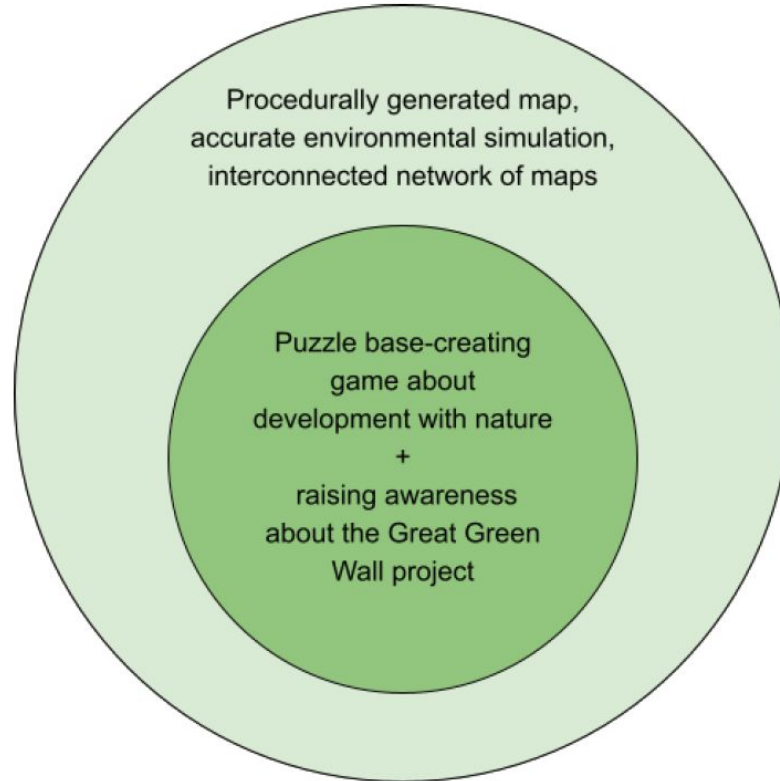 Procedurally generated map,
accurate environmental simulation,
interconnected network of maps
Puzzle base-creating
game about
development with nature
+
raising awareness
about the Great Green
Wall project